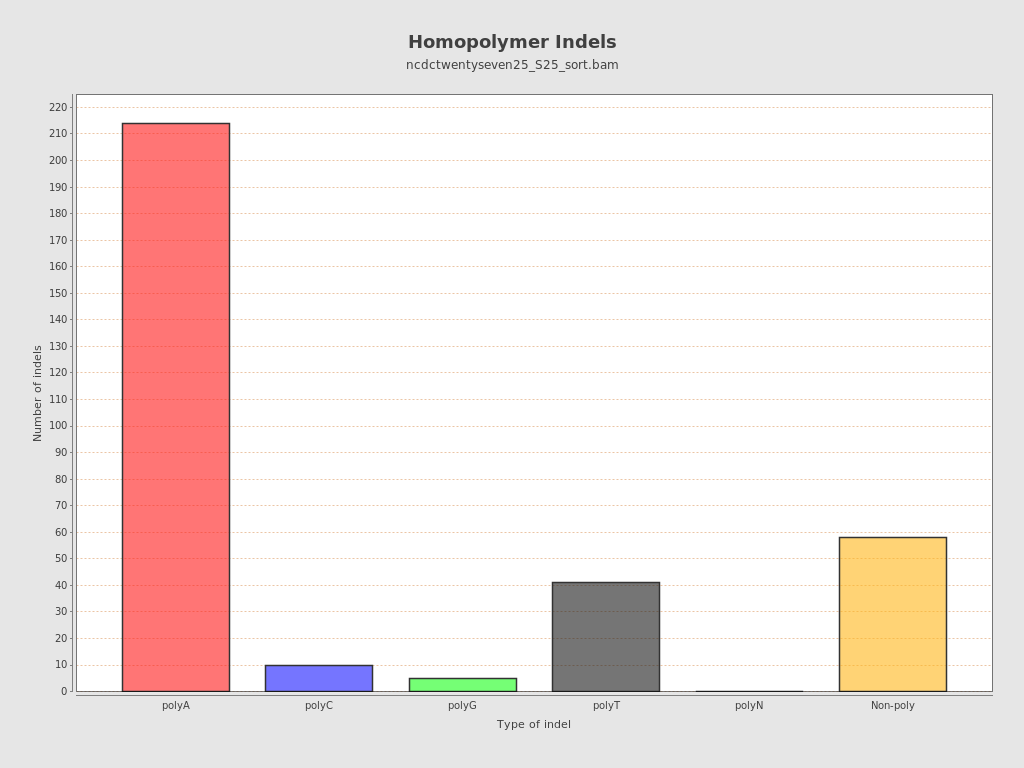 Homopolymer Indels
ncdctwentyseven25_S25_sort.bam
220
210
200
190
180
170
160
150
140
130
120
110
100
90
80
70
60
50
40
30
20
10
0
Number of indels
polyA
polyC
polyG
polyT
polyN
Non-poly
Type of indel